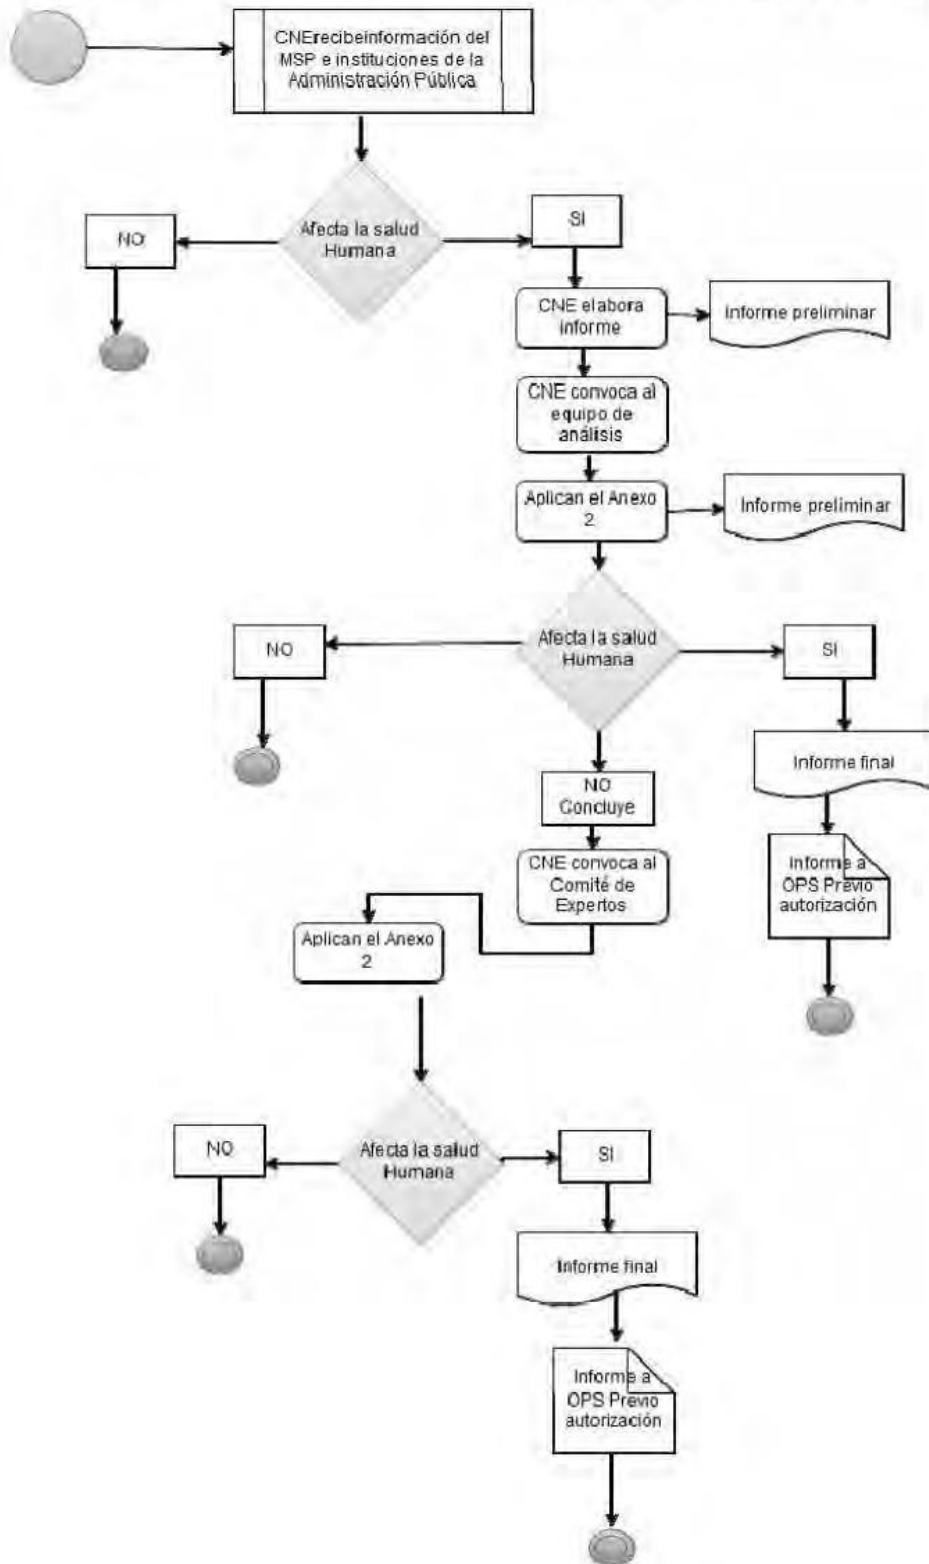 CNErecibeinformación del
MSP e instituciones de la
Administración Pública
Afecta la salud
Humana
NO
SI
CNE elabora
informe
Informe preliminar
CNE convoca al
equipo de
análisis
Aplican el Anexo
2
Informe preliminar
Afecta la salud
Humana
NO
SI
Informe final
Informe a
OPS Previo
autorización
NO
Concluye
CNE convoca al
Comité de
Expertos
Aplican el Anexo
2
Afecta la salud
Humana
NO
SI
Informe final
Informe a
OPS Previo
autorización